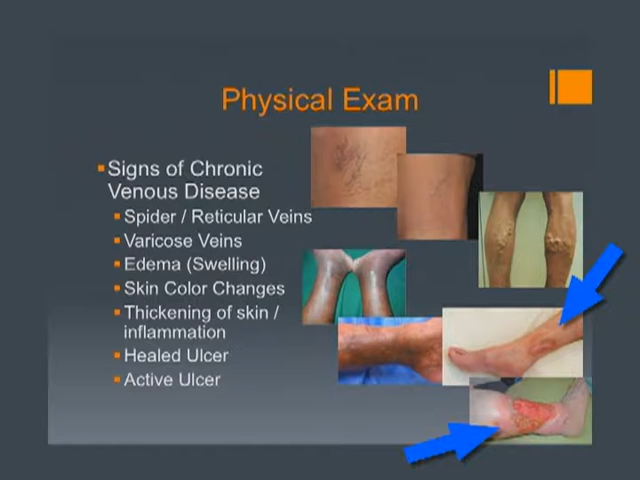 Physical Exam
Signs of Chronic
Venous Disease
Spider / Reticular Veins
Varicose Veins
Edema (Swelling)
Skin Color Changes
Thickening of skin /
inflammation
Healed Ulcer
Active Ulcer